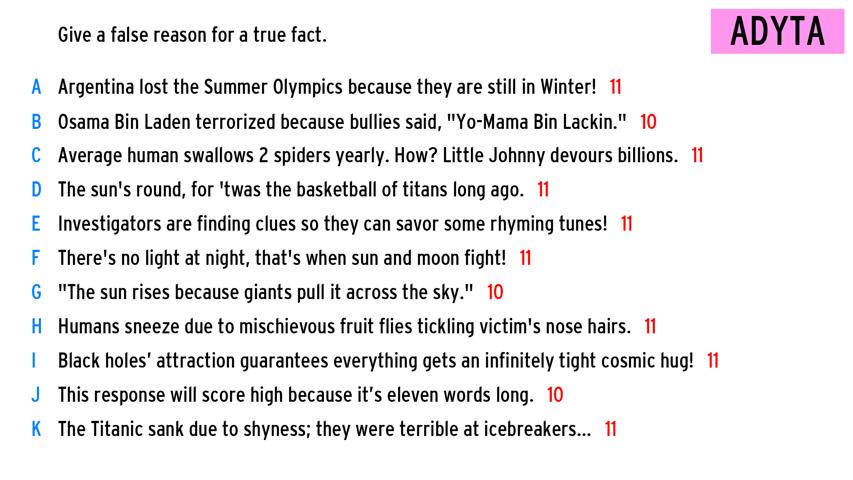 Give a false reason for a true fact.
ADYTA
A Argentina lost the Summer Olympics because they are still in Winter! 11
B Osama Bin Laden terrorized because bullies said, "Yo-Mama Bin Lackin." 10
C Average human swallows 2 spiders yearly. How? Little Johnny devours billions. 11
D The sun's round, for 'twas the basketball of titans long ago. 11
E Investigators are finding clues so they can savor some rhyming tunes! 11
F There's no light at night, that's when sun and moon fight! 11
G "The sun rises because giants pull it across the sky." 10
H Humans sneeze due to mischievous fruit flies tickling victim's nose hairs. 11
I Black holes’ attraction guarantees everything gets an infinitely tight cosmic hug! 11
J This response will score high because it’s eleven words long. 10
K The Titanic sank due to shyness; they were terrible at icebreakers... 11